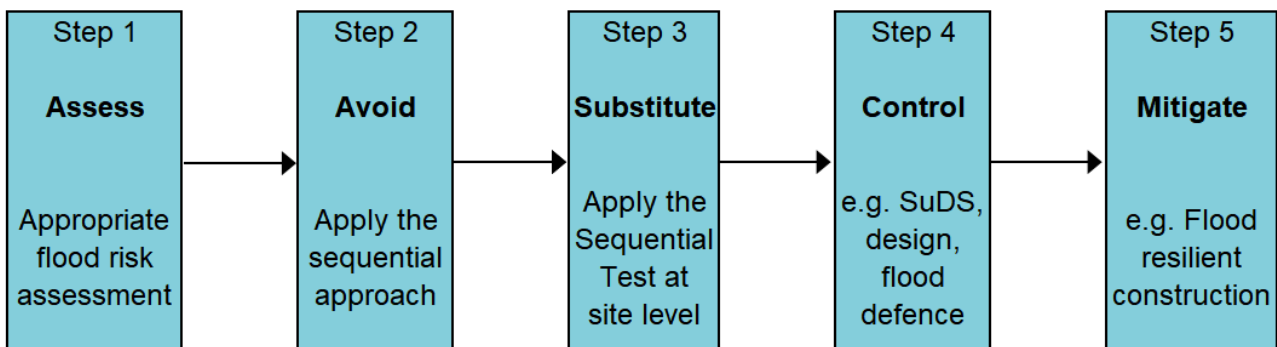 Step 1
Assess
Appropriate
flood risk
assessment
Step 2
Avoid
Apply the
sequential
approach
Step 3
Substitute
Apply the
Sequential
Test at
site level
Step 4
Control
e.g. SuDS,
design,
flood
defence
Step 5
Mitigate
e.g. Flood
resilient
construction